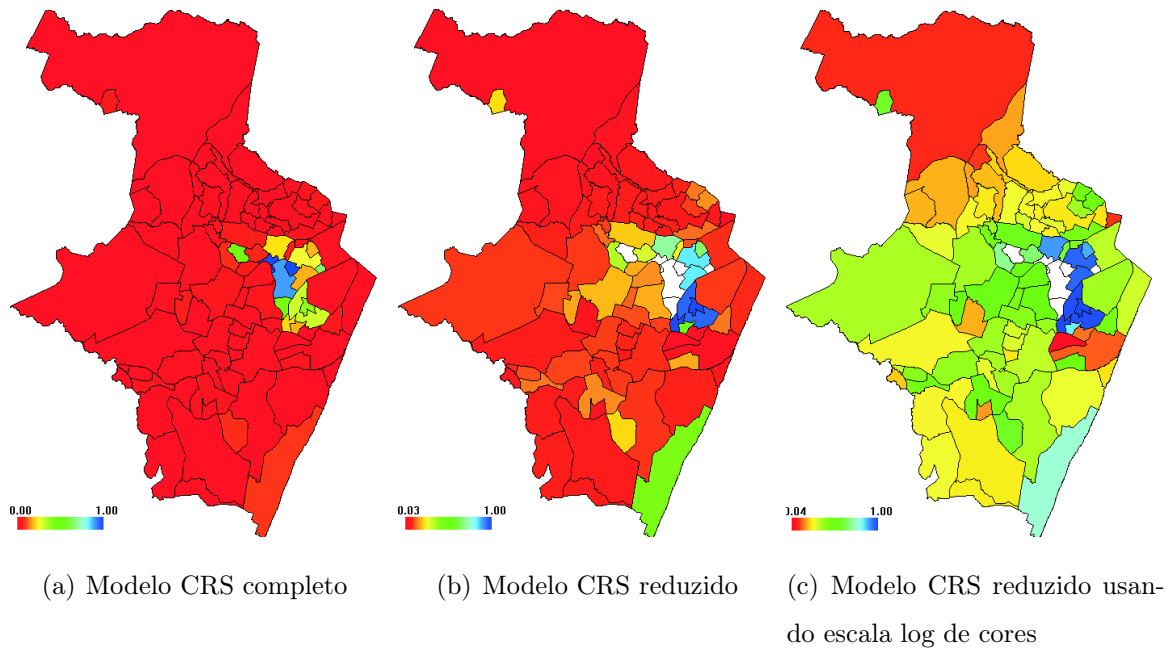 0.00 1.00
0.03 1.00
0.04 1.00
(a) Modelo CRS completo
(b) Modelo CRS reduzido
(c) Modelo CRS reduzido usan-
do escala log de cores